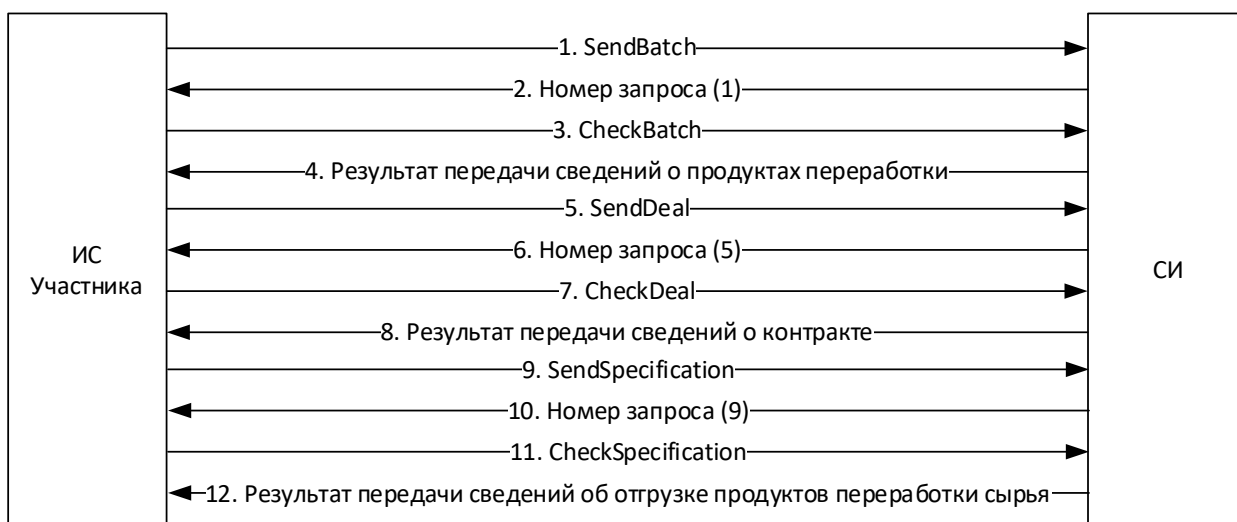 1. SendBatch
2. Номер запроса (1)
3. CheckBatch
4. Результат передачи сведений о продуктах переработки
5. SendDeal
6. Номер запроса (5)
ИС
Участника
СИ
7. CheckDeal
8. Результат передачи сведений о контракте
9. SendSpecification
10. Номер запроса (9)
11. CheckSpecification
12. Результат передачи сведений об отгрузке продуктов переработки сырья